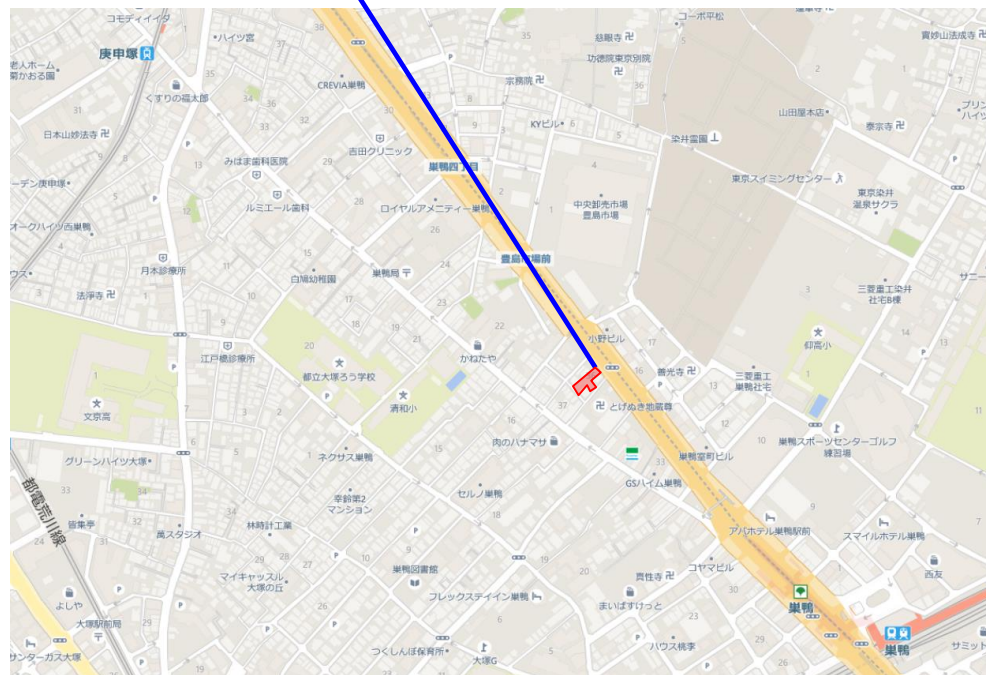 コモディイイダ
ハイツ宮
コーポ平松
慈眼寺
功徳院東京別院
真妙山法成寺
庚申塚
老人ホーム
菊かおる園
くすりの福太郎
CREVIA巣鴨
宗務院
KYビル
山田屋本店
染井霊園
泰宗寺
日本山妙法寺
みはま歯科医院
吉田クリニック
巣鴨四丁目
東京スイミングセンター
東京染井
温泉サクラ
ーデン庚申塚
ルミエール歯科
ロイヤルアメニティー巣鴨
中央卸売市場
豊島市場
オークハイツ西巣鴨
月本診療所
白鳩幼稚園
巣鴨局
豊島市場前
三菱重工染井
社宅B棟
サニー
法浄寺
江戸橋診療所
都立大塚ろう学校
かねたや
小野ビル
善光寺
三菱重工
巣鴨社宅
仰高小
文京高
清和小
とげぬき地蔵尊
肉のハナマサ
巣鴨スポーツセンターゴルフ
練習場
グリーンハイツ大塚
ネクサス巣鴨
巣鴨室町ビル
GSハイム巣鴨
都電荒川線
皆集亭
萬スタジオ
林時計工業
幸鈴第2
マンション
セルノ巣鴨
アパホテル巣鴨駅前
スマイルホテル巣鴨
よしや
大塚駅前局
マイキャッスル
大塚の丘
巣鴨図書館
フレックステイイン巣鴨
真性寺
コヤマビル
まいばすけっと
西友
巣鴨
サンターガス大塚
つくしんぼ保育所
大塚G
ハウス桃李
巣鴨
サミット